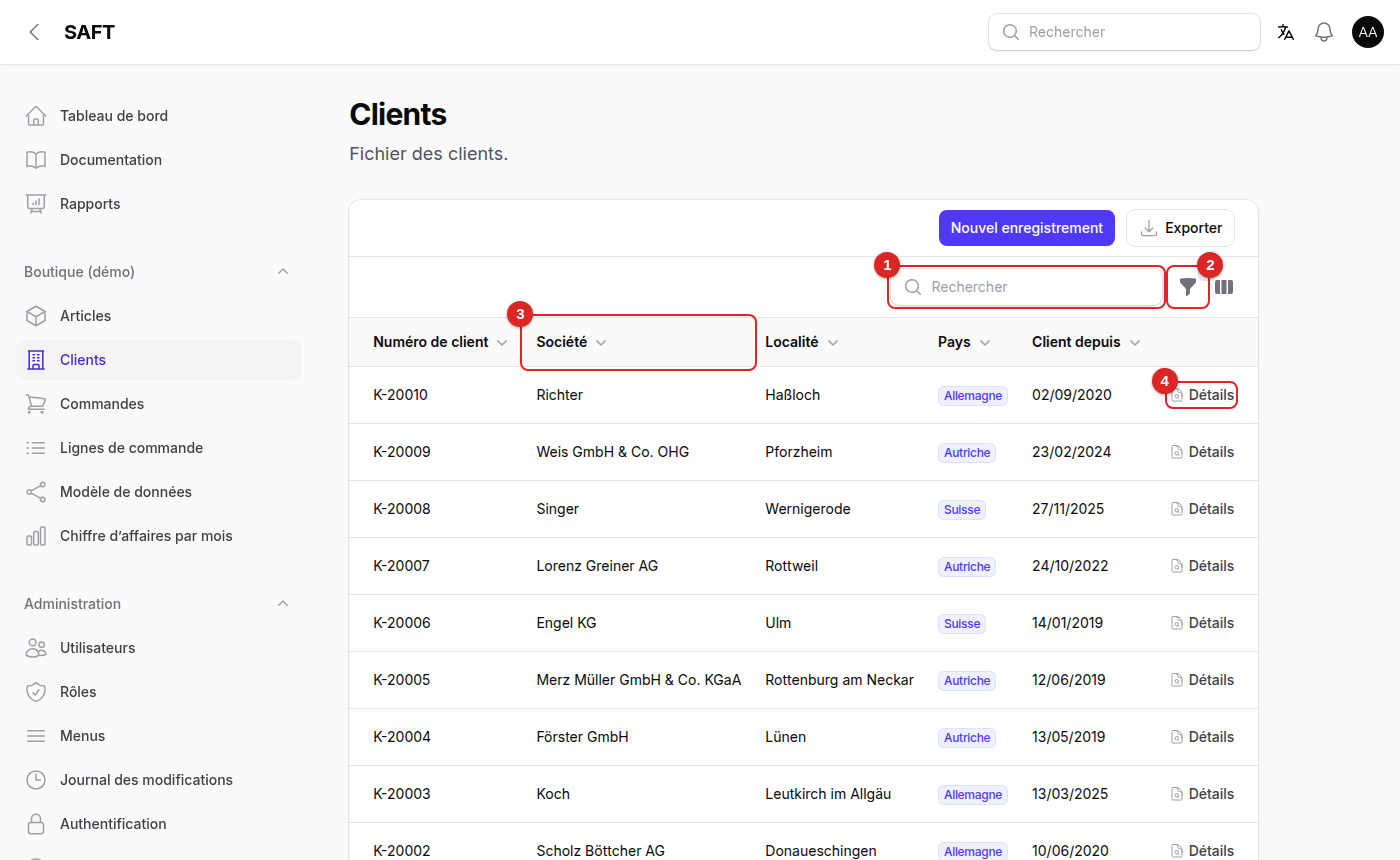 SAFT
Rechercher
AA
Tableau de bord
Documentation
Rapports
Boutique (démo)
Articles
Clients
Commandes
Lignes de commande
Modèle de données
Chiffre d’affaires par mois
Administration
Utilisateurs
Rôles
Menus
Journal des modifications
Authentification
Clients
Fichier des clients.
Nouvel enregistrement
Exporter
1
Rechercher
2
3
Numéro de client Société Localité Pays Client depuis
4
K-20010 Richter Haßloch Allemagne 02/09/2020 Détails
K-20009 Weis GmbH & Co. OHG Pforzheim Autriche 23/02/2024 Détails
K-20008 Singer Wernigerode Suisse 27/11/2025 Détails
K-20007 Lorenz Greiner AG Rottweil Autriche 24/10/2022 Détails
K-20006 Engel KG Ulm Suisse 14/01/2019 Détails
K-20005 Merz Müller GmbH & Co. KGaA Rottenburg am Neckar Autriche 12/06/2019 Détails
K-20004 Förster GmbH Lünen Autriche 13/05/2019 Détails
K-20003 Koch Leutkirch im Allgäu Allemagne 13/03/2025 Détails
K-20002 Scholz Böttcher AG Donaueschingen Allemagne 10/06/2020 Détails